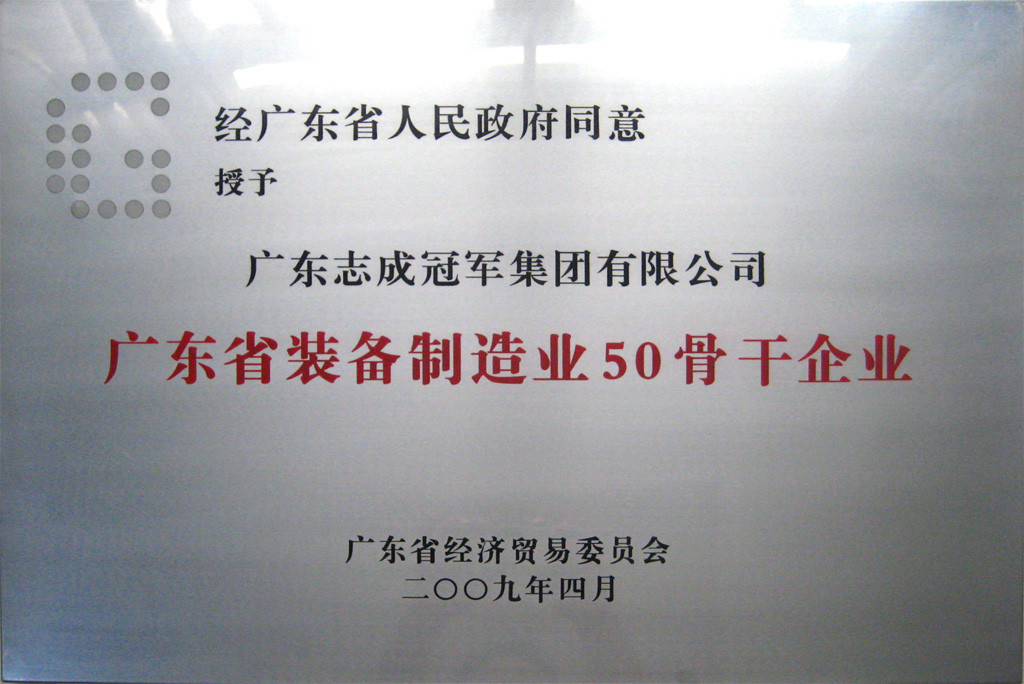 经广东省人民政府同意
授予
广东志成冠军集团有限公司
广东省装备制造业50骨干企业
广东省经济贸易委员会
二〇〇九年四月